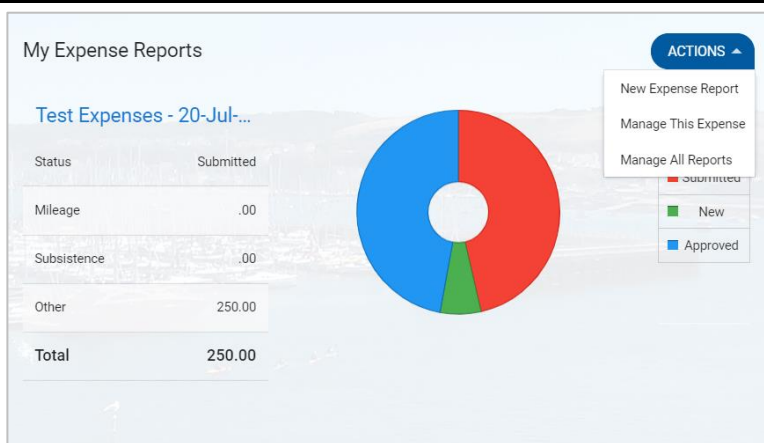 My Expense Reports
ACTIONS
New Expense Report
Manage This Expense
Manage All Reports
Test Expenses - 20-Jul-...
Status Submitted
Mileage .00
Subsistence .00
Other 250.00
Total 250.00
Submitted
New
Approved